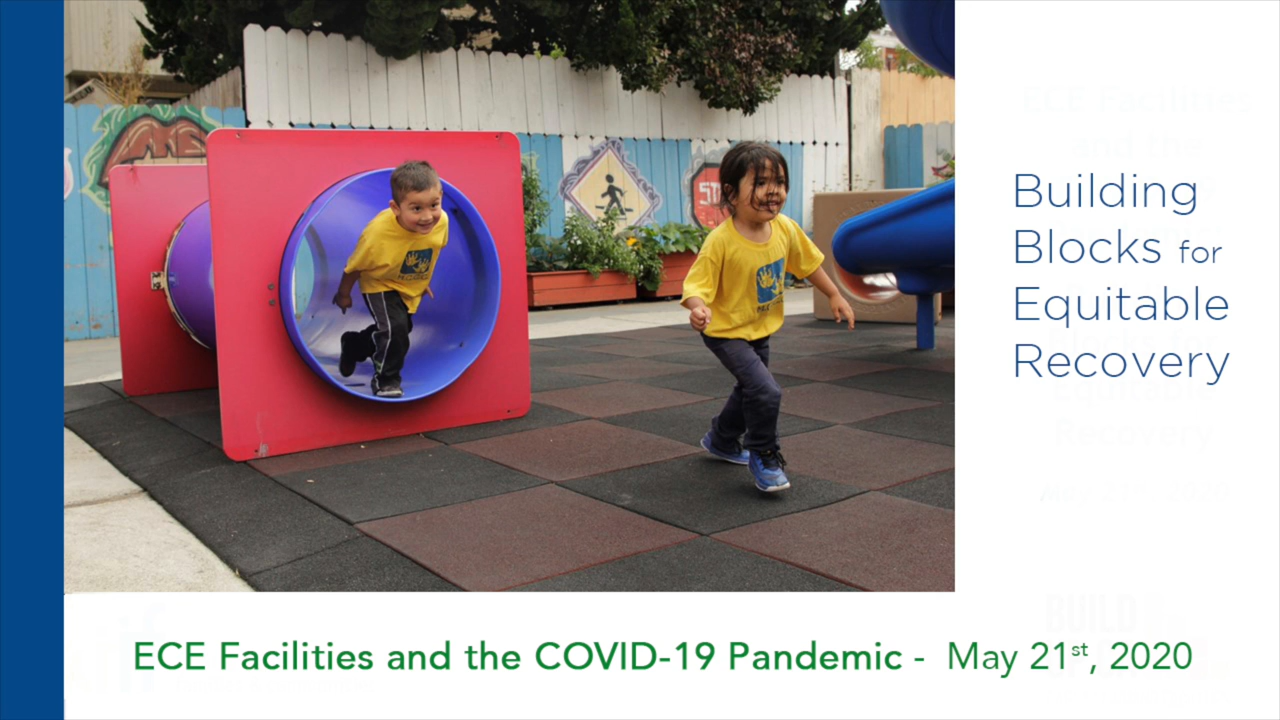 Building
Blocks for
Equitable
Recovery
ECE Facilities and the COVID-19 Pandemic - May 21st, 2020